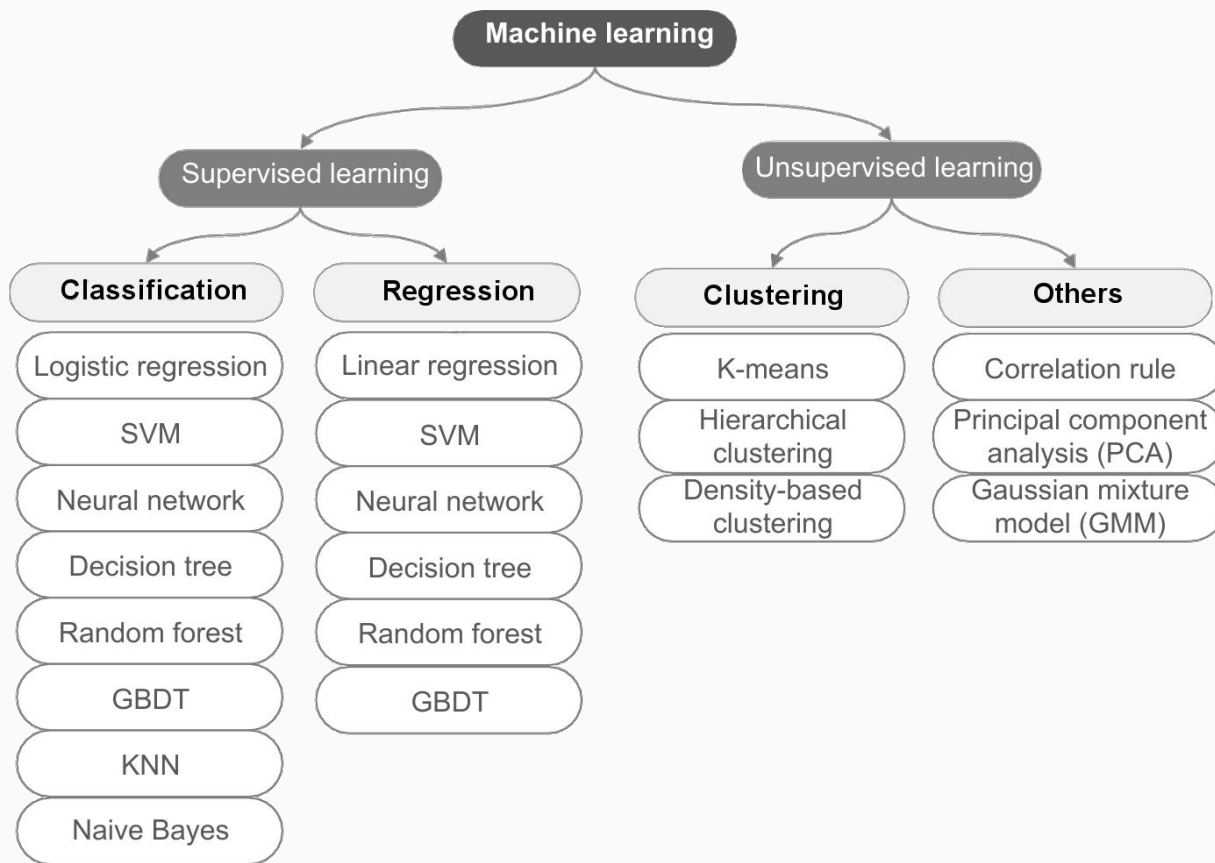 Machine learning
Supervised learning
Unsupervised learning
Classification
Regression
Clustering
Others
Logistic regression
SVM
Neural network
Decision tree
Random forest
GBDT
KNN
Naive Bayes
Linear regression
SVM
Neural network
Decision tree
Random forest
GBDT
K-means
Hierarchical
clustering
Density-based
clustering
Correlation rule
Principal component
analysis (PCA)
Gaussian mixture
model (GMM)